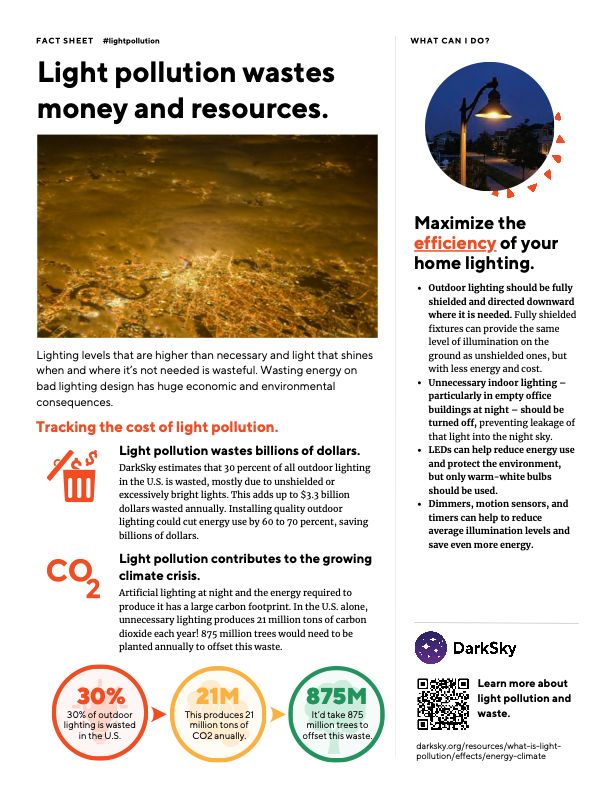 FACT SHEET #lightpollution
Light pollution wastes
money and resources.
Lighting levels that are higher than necessary and light that shines
when and where it's not needed is wasteful. Wasting energy on
bad lighting design has huge economic and environmental
consequences.
Tracking the cost of light pollution.
Light pollution wastes billions of dollars.
DarkSky estimates that 30 percent of all outdoor lighting
in the U.S. is wasted, mostly due to unshielded or
excessively bright lights. This adds up to $3.3 billion
dollars wasted annually. Installing quality outdoor
lighting could cut energy use by 60 to 70 percent, saving
billions of dollars.
CO2
Light pollution contributes to the growing
climate crisis.
Artificial lighting at night and the energy required to
produce it has a large carbon footprint. In the U.S. alone,
unnecessary lighting produces 21 million tons of carbon
dioxide each year! 875 million trees would need to be
planted annually to offset this waste.
30%
30% of outdoor
lighting is wasted
in the U.S.
21M
This produces 21
million tons of
CO2 anually.
875M
It'd take 875
million trees to
offset this waste.
WHAT CAN I DO?
Maximize the
efficiency of your
home lighting.
• Outdoor lighting should be fully
shielded and directed downward
where it is needed. Fully shielded
fixtures can provide the same
level of illumination on the
ground as unshielded ones, but
with less energy and cost.
• Unnecessary indoor lighting –
particularly in empty office
buildings at night – should be
turned off, preventing leakage of
that light into the night sky.
• LEDs can help reduce energy use
and protect the environment,
but only warm-white bulbs
should be used.
• Dimmers, motion sensors, and
timers can help to reduce
average illumination levels and
save even more energy.
DarkSky
Learn more about
light pollution and
waste.
darksky.org/resources/what-is-light-
pollution/effects/energy-climate